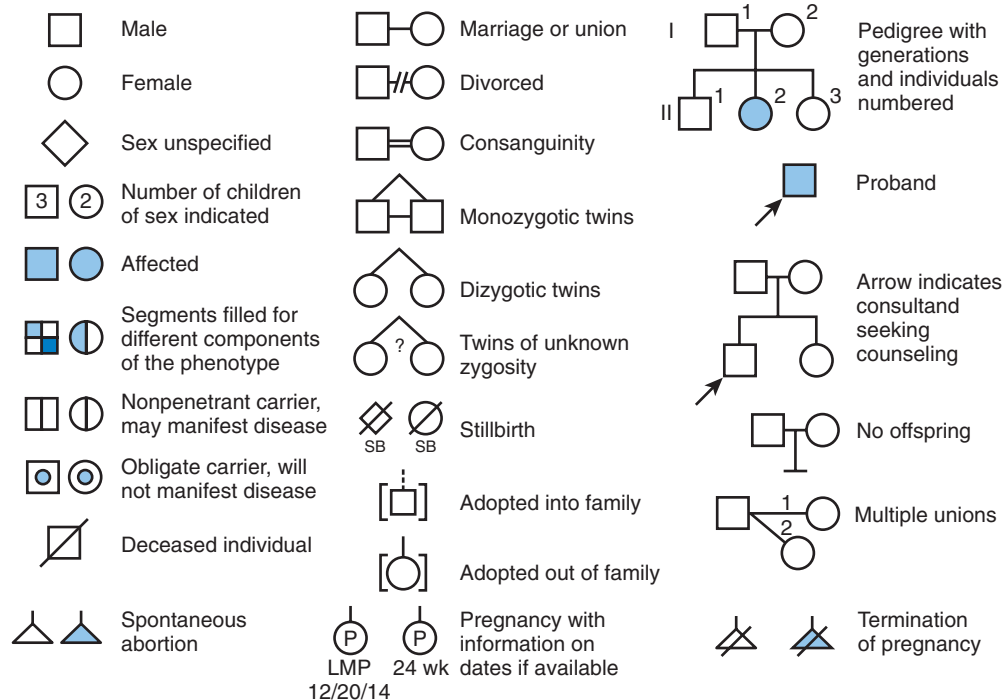 Male
Female
Sex unspecified
3 2
Number of children
of sex indicated
Affected
Segments filled for
different components
of the phenotype
Nonpenetrant carrier,
may manifest disease
Obligate carrier, will
not manifest disease
Deceased individual
Spontaneous
abortion
Marriage or union
Divorced
Consanguinity
Monozygotic twins
Dizygotic twins
?
Twins of unknown
zygosity
SB SB
Stillbirth
Adopted into family
Adopted out of family
P P
LMP 24 wk
12/20/14
Pregnancy with
information on
dates if available
I 1 2
II 1 2 3
Pedigree with
generations
and individuals
numbered
Proband
Arrow indicates
consultand
seeking
counseling
No offspring
1
2
Multiple unions
Termination
of pregnancy